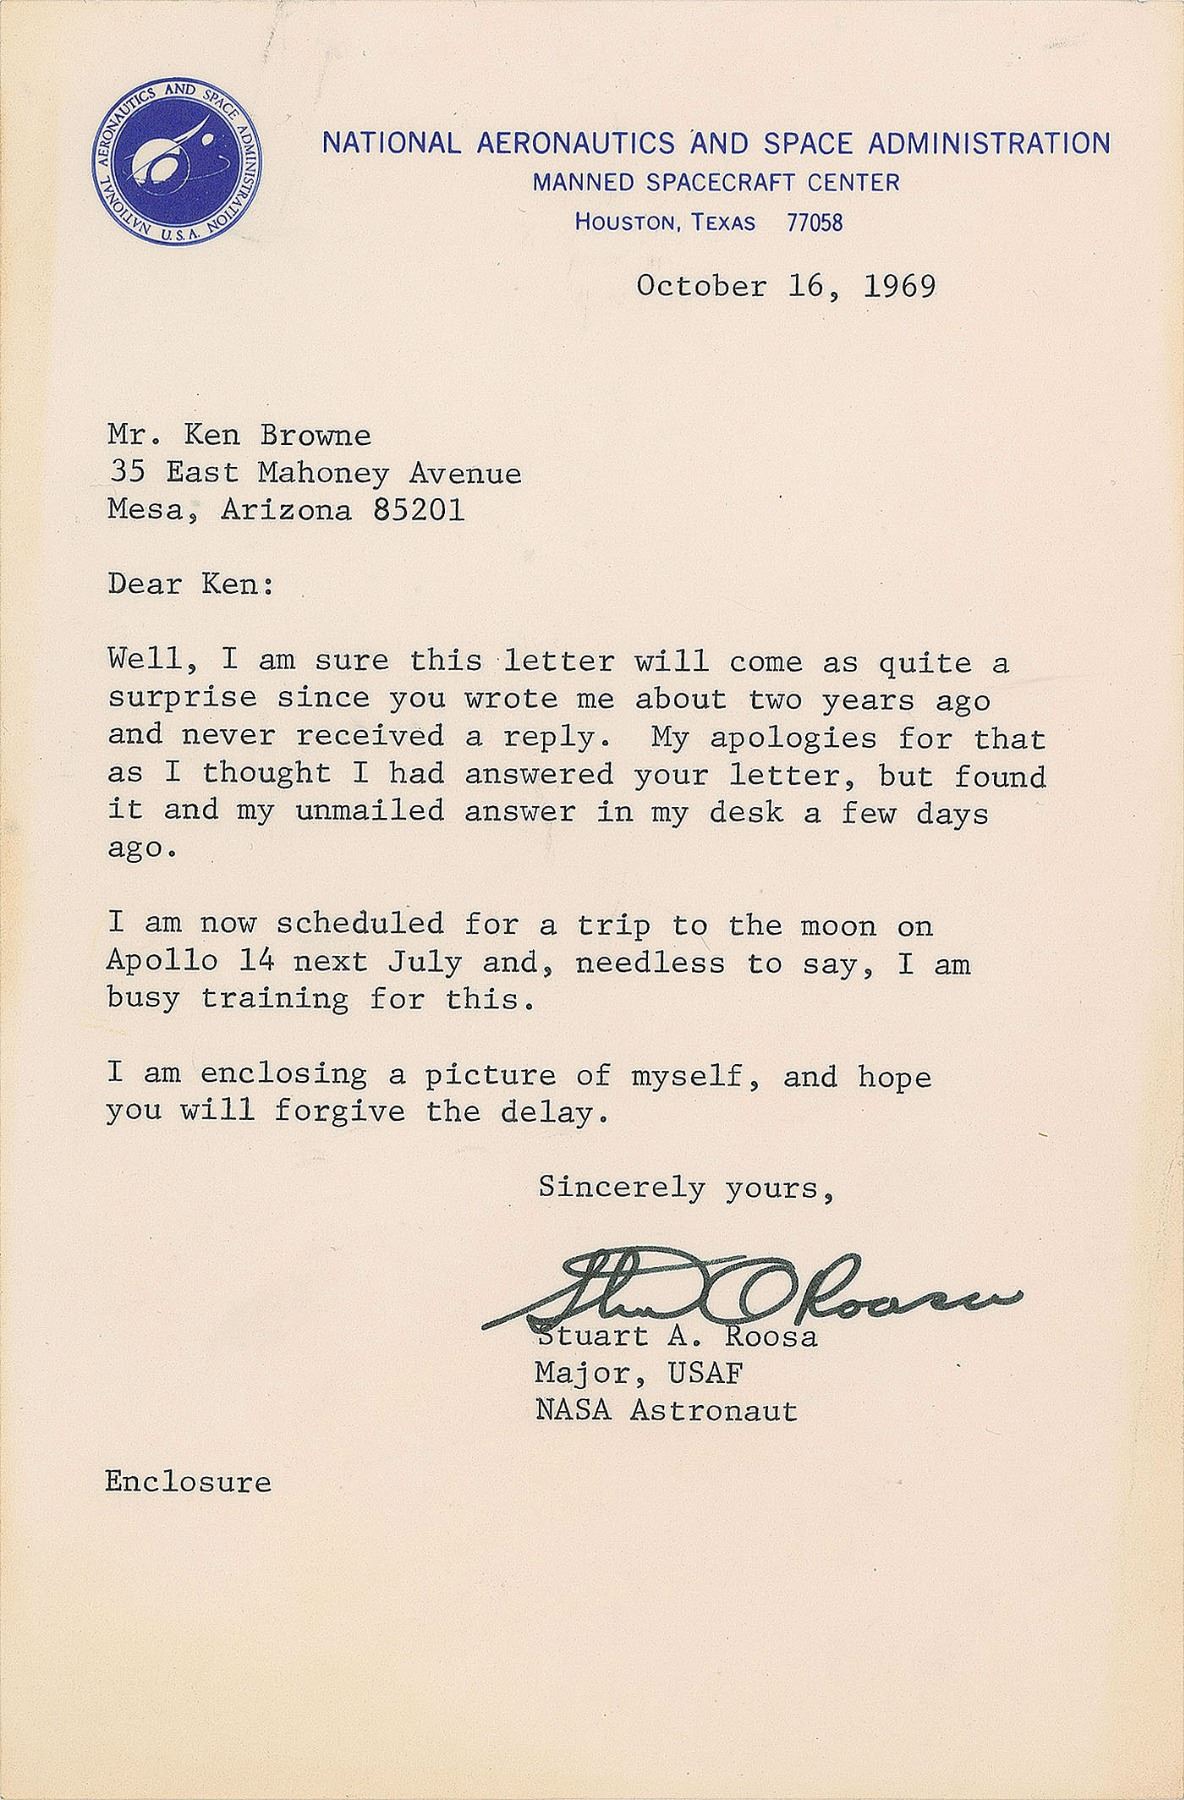 NATIONAL AERONAUTICS AND SPACE ADMINISTRATION
U.S.A.
NATIONAL AERONAUTICS AND SPACE ADMINISTRATION
MANNED SPACECRAFT CENTER
HOUSTON, TEXAS 77058
October 16, 1969
Mr. Ken Browne
35 East Mahoney Avenue
Mesa, Arizona 85201
Dear Ken:
Well, I am sure this letter will come as quite a
surprise since you wrote me about two years ago
and never received a reply. My apologies for that
as I thought I had answered your letter, but found
it and my unmailed answer in my desk a few days
ago.
I am now scheduled for a trip to the moon on
Apollo 14 next July and, needless to say, I am
busy training for this.
I am enclosing a picture of myself, and hope
you will forgive the delay.
Sincerely yours,
Stu Roosa
Stuart A. Roosa
Major, USAF
NASA Astronaut
Enclosure